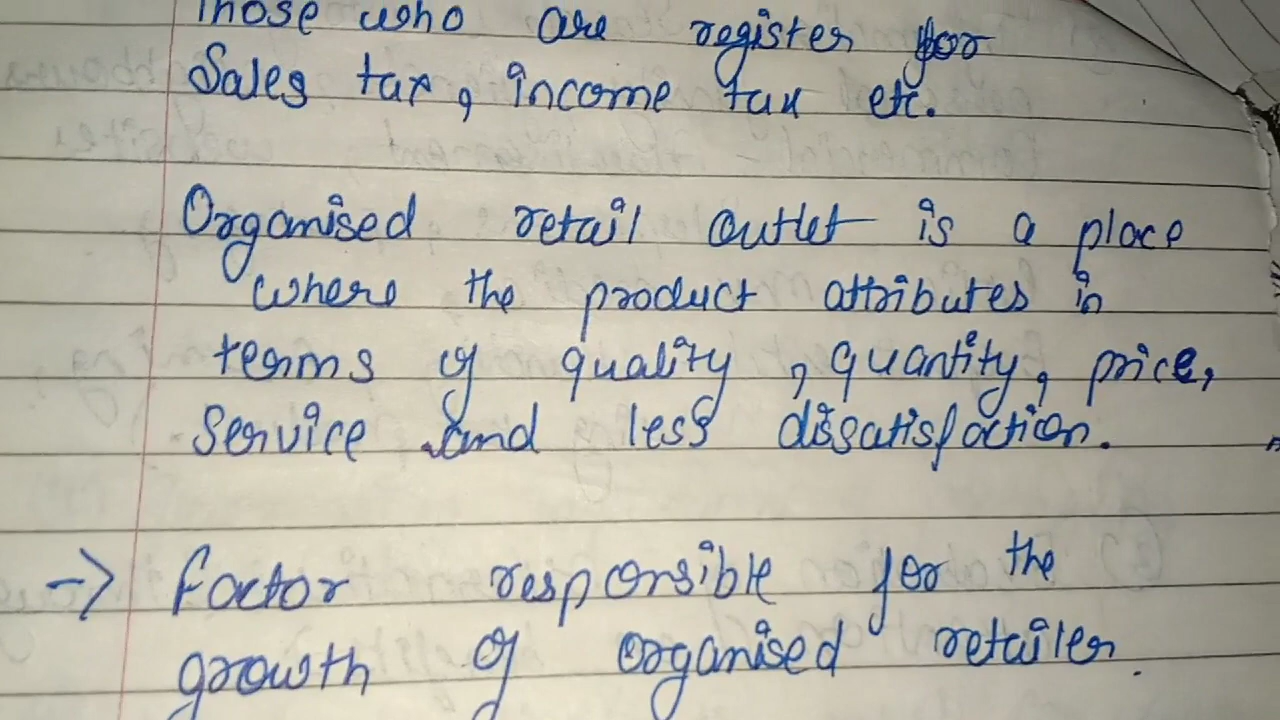 Those who are register for
Sales tax, income tax etc.
Organised retail outlet is a place
where the product attributes in
terms of quality, quantity, price,
service and less dissatisfaction.
-> Factor responsible for the
growth of organised retailer.